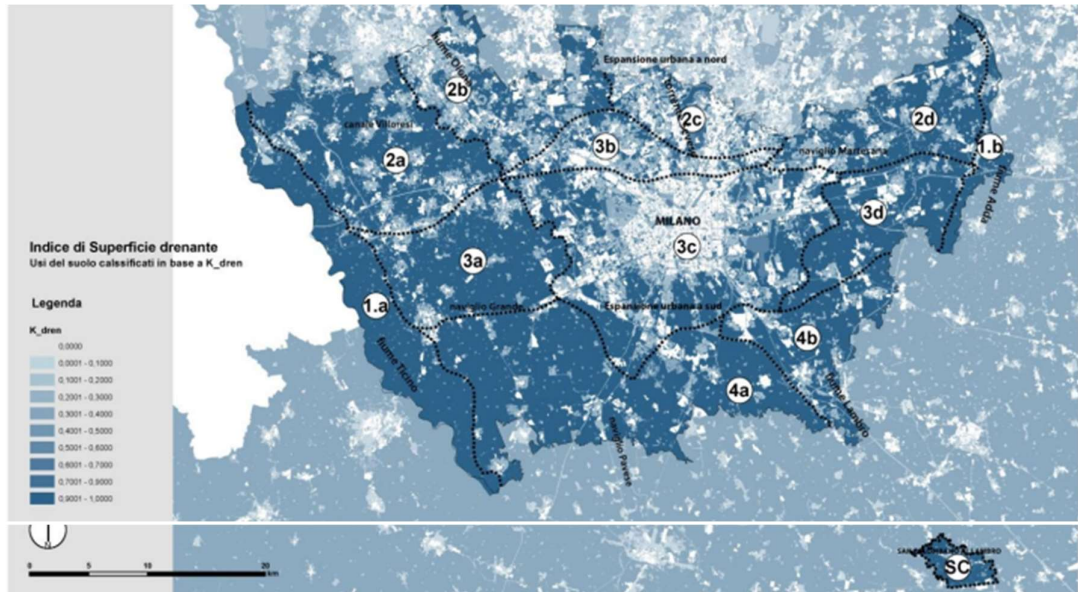 Espansione urbana a nord
fiume Olona
2b
torrente Seveso
2c
canale Villoresi
2d
3b
naviglio Martesana
1.b
2a
fiume Adda
3d
MILANO
3c
Indice di Superficie drenante
Usi del suolo calssificati in base a K_dren
3a
Legenda
1.a
naviglio Grande
Espansione urbana a sud
K_dren
0,0000
0,0001 - 0,1000
0,1001 - 0,2000
0,2001 - 0,3000
0,3001 - 0,4000
0,4001 - 0,5000
0,5001 - 0,6000
0,6001 - 0,7000
0,7001 - 0,9000
0,9001 - 1,0000
fiume Ticino
4b
4a
fiume Lambro
naviglio Pavese
N
0 5 10 20
km
SAN COLOMBANO AL LAMBRO
SC